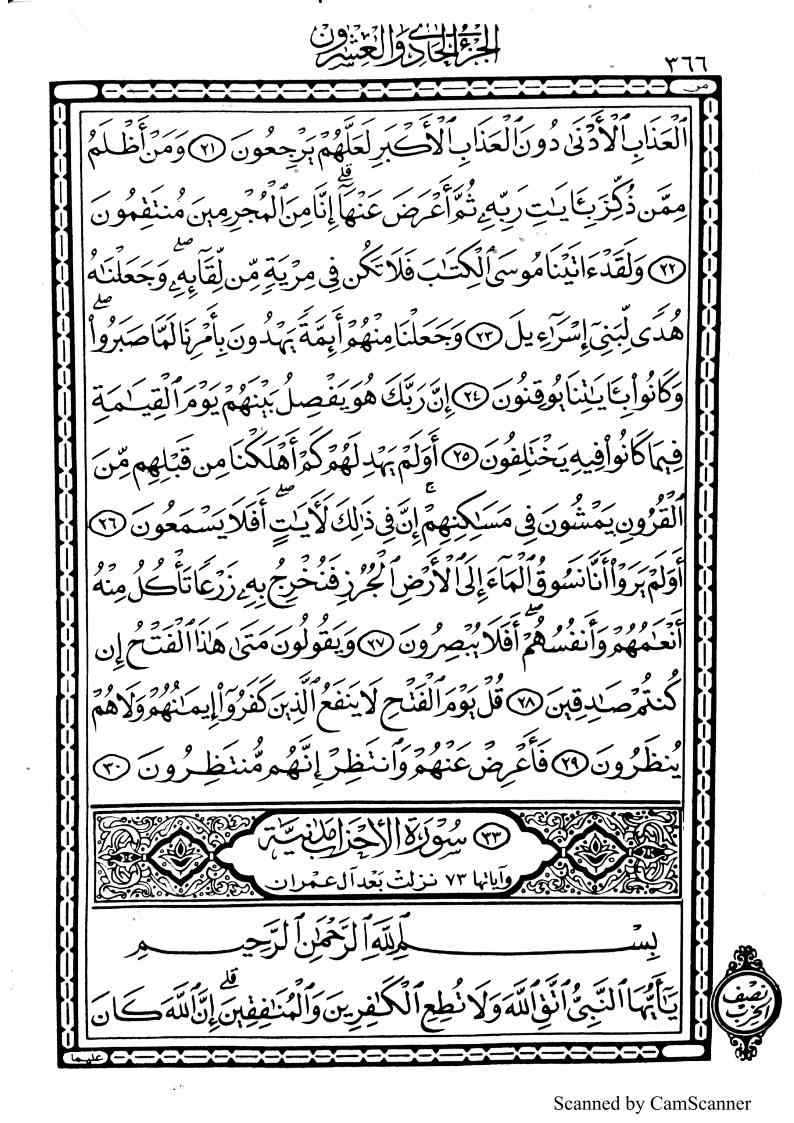 الجزء الحادي والعشرون
٣٦٦
من
ٱلْعَذَابِ ٱلْأَدْنَىٰ دُونَ ٱلْعَذَابِ ٱلْأَكْبَرِ لَعَلَّهُمْ يَرْجِعُونَ ٢١ وَمَنْ أَظْلَمُ
مِمَّن ذُكِّرَ بِـَٔايَـٰتِ رَبِّهِۦ ثُمَّ أَعْرَضَ عَنْهَآ ۚ إِنَّا مِنَ ٱلْمُجْرِمِينَ مُنتَقِمُونَ
٢٢ وَلَقَدْ ءَاتَيْنَا مُوسَى ٱلْكِتَـٰبَ فَلَا تَكُن فِى مِرْيَةٍ مِّن لِّقَآئِهِۦ ۖ وَجَعَلْنَـٰهُ
هُدًى لِّبَنِىٓ إِسْرَٰٓءِيلَ ٢٣ وَجَعَلْنَا مِنْهُمْ أَئِمَّةً يَهْدُونَ بِأَمْرِنَا لَمَّا صَبَرُوا۟ ۖ
وَكَانُوا۟ بِـَٔايَـٰتِنَا يُوقِنُونَ ٢٤ إِنَّ رَبَّكَ هُوَ يَفْصِلُ بَيْنَهُمْ يَوْمَ ٱلْقِيَـٰمَةِ
فِيمَا كَانُوا۟ فِيهِ يَخْتَلِفُونَ ٢٥ أَوَلَمْ يَهْدِ لَهُمْ كَمْ أَهْلَكْنَا مِن قَبْلِهِم مِّنَ
ٱلْقُرُونِ يَمْشُونَ فِى مَسَـٰكِنِهِمْ ۚ إِنَّ فِى ذَٰلِكَ لَـَٔايَـٰتٍ ۖ أَفَلَا يَسْمَعُونَ ٢٦
أَوَلَمْ يَرَوْا۟ أَنَّا نَسُوقُ ٱلْمَآءَ إِلَى ٱلْأَرْضِ ٱلْجُرُزِ فَنُخْرِجُ بِهِۦ زَرْعًا تَأْكُلُ مِنْهُ
أَنْعَـٰمُهُمْ وَأَنفُسُهُمْ ۖ أَفَلَا يُبْصِرُونَ ٢٧ وَيَقُولُونَ مَتَىٰ هَـٰذَا ٱلْفَتْحُ إِن
كُنتُمْ صَـٰدِقِينَ ٢٨ قُلْ يَوْمَ ٱلْفَتْحِ لَا يَنفَعُ ٱلَّذِينَ كَفَرُوٓا۟ إِيمَـٰنُهُمْ وَلَا هُمْ
يُنظَرُونَ ٢٩ فَأَعْرِضْ عَنْهُمْ وَٱنتَظِرْ إِنَّهُم مُّنتَظِرُونَ ٣٠
٣٣ سُورَةُ الأَحْزَابِ مَدَنِيَّة
وآياتها ٧٣ نزلت بعد آل عمران
بِسْمِ ٱللَّهِ ٱلرَّحْمَـٰنِ ٱلرَّحِيمِ
يَـٰٓأَيُّهَا ٱلنَّبِىُّ ٱتَّقِ ٱللَّهَ وَلَا تُطِعِ ٱلْكَـٰفِرِينَ وَٱلْمُنَـٰفِقِينَ ۗ إِنَّ ٱللَّهَ كَانَ
نصف
الحزب
عليما
Scanned by CamScanner